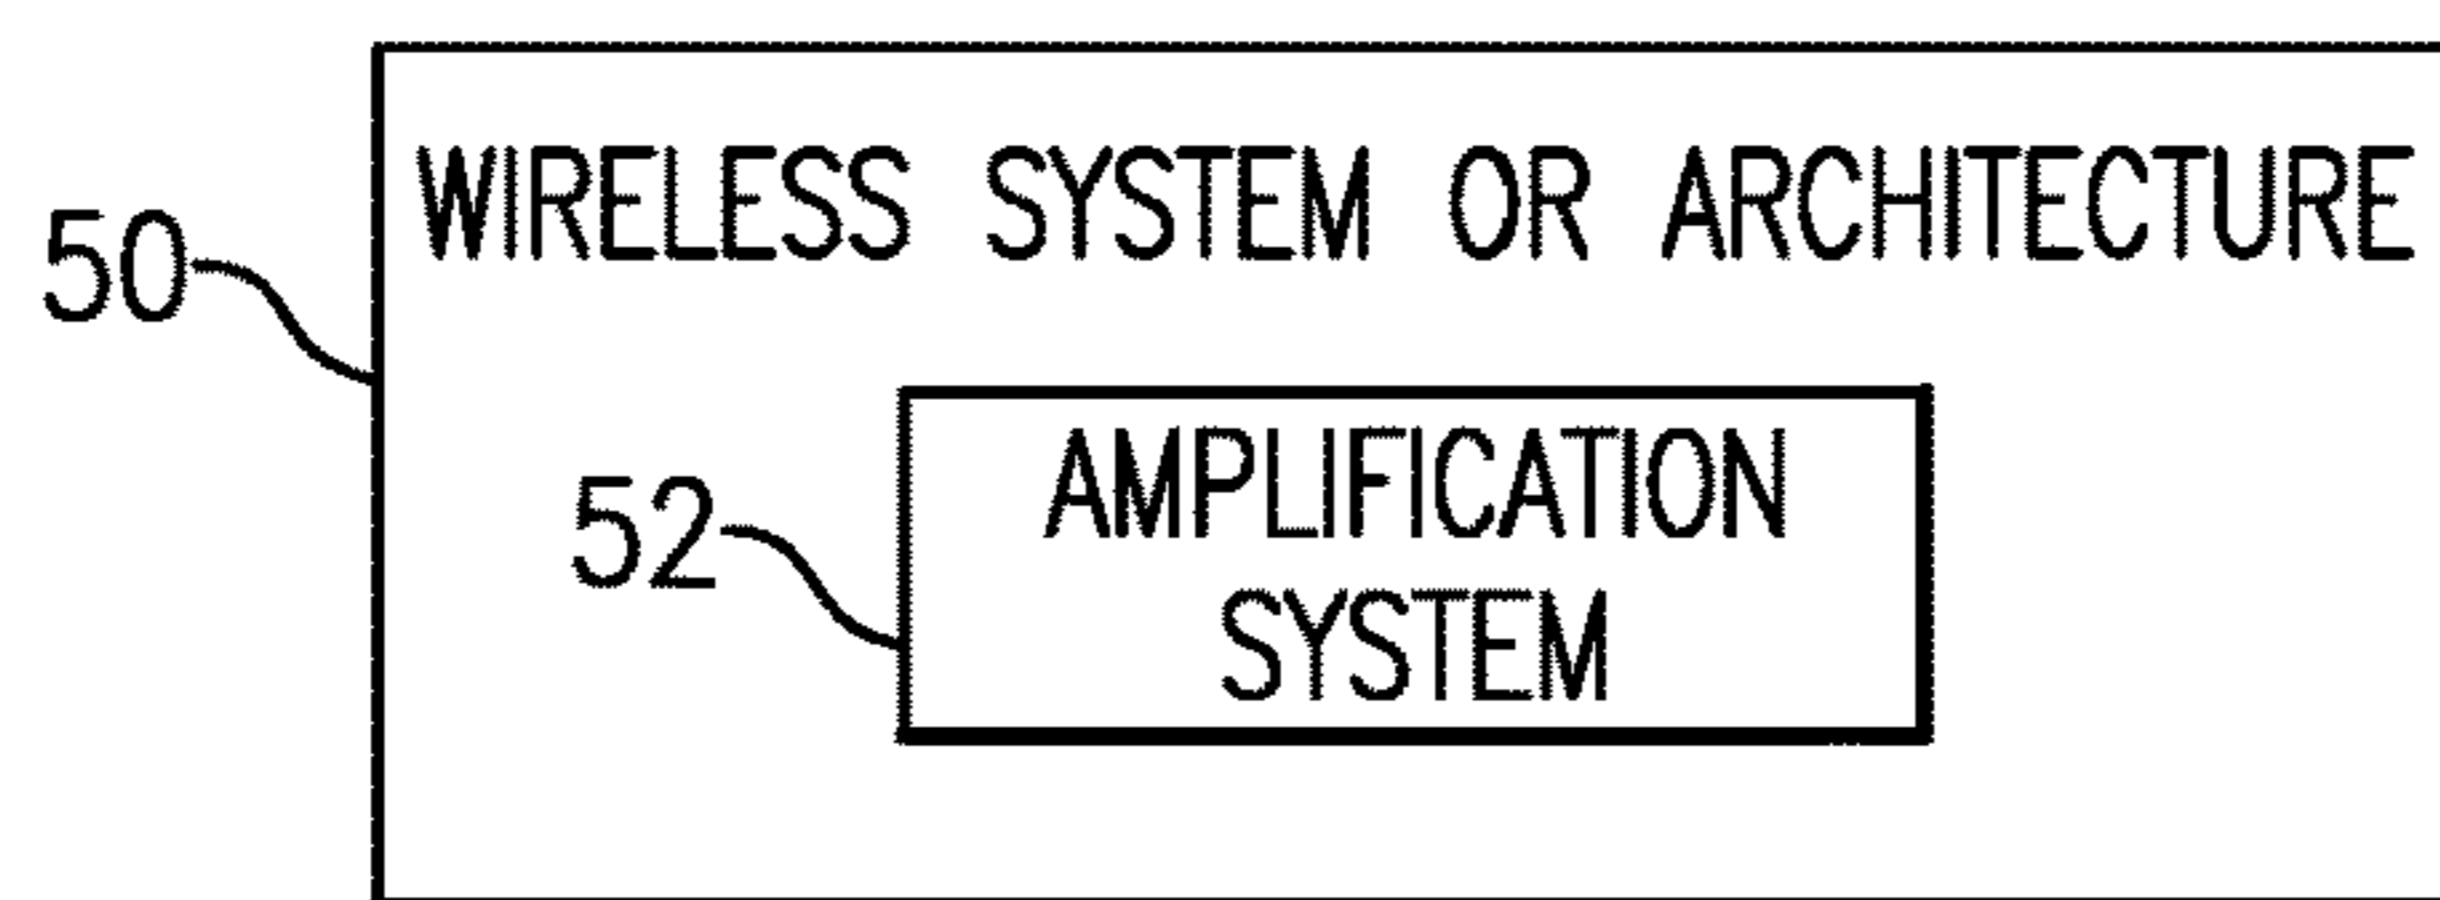 WIRELESS SYSTEM OR ARCHITECTURE
50
AMPLIFICATION
52
SYSTEM